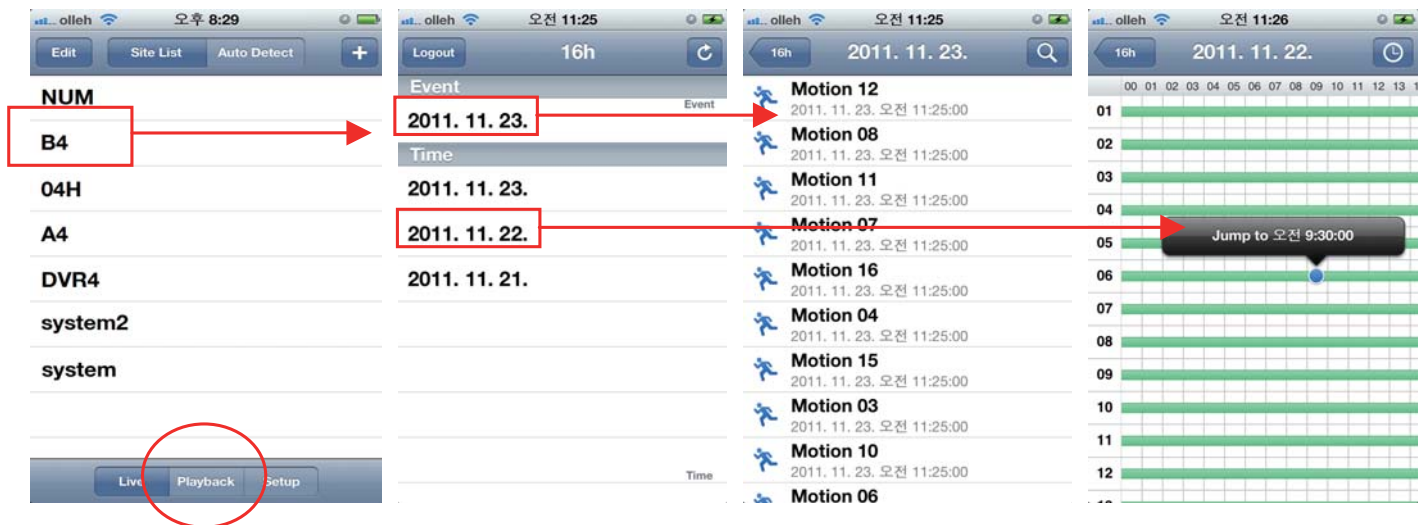 olleh 오후 8:29
Edit Site List Auto Detect +
NUM
B4
04H
A4
DVR4
system2
system
Live Playback Setup
olleh 오전 11:25
Logout 16h
Event
Event
2011. 11. 23.
Time
2011. 11. 23.
2011. 11. 22.
2011. 11. 21.
Time
olleh 오전 11:25
16h 2011. 11. 23.
Motion 12
2011. 11. 23. 오전 11:25:00
Motion 08
2011. 11. 23. 오전 11:25:00
Motion 11
2011. 11. 23. 오전 11:25:00
Motion 07
2011. 11. 23. 오전 11:25:00
Motion 16
2011. 11. 23. 오전 11:25:00
Motion 04
2011. 11. 23. 오전 11:25:00
Motion 15
2011. 11. 23. 오전 11:25:00
Motion 03
2011. 11. 23. 오전 11:25:00
Motion 10
2011. 11. 23. 오전 11:25:00
Motion 06
olleh 오전 11:26
16h 2011. 11. 22.
00 01 02 03 04 05 06 07 08 09 10 11 12 13
01
02
03
04
Jump to 오전 9:30:00
05
06
07
08
09
10
11
12